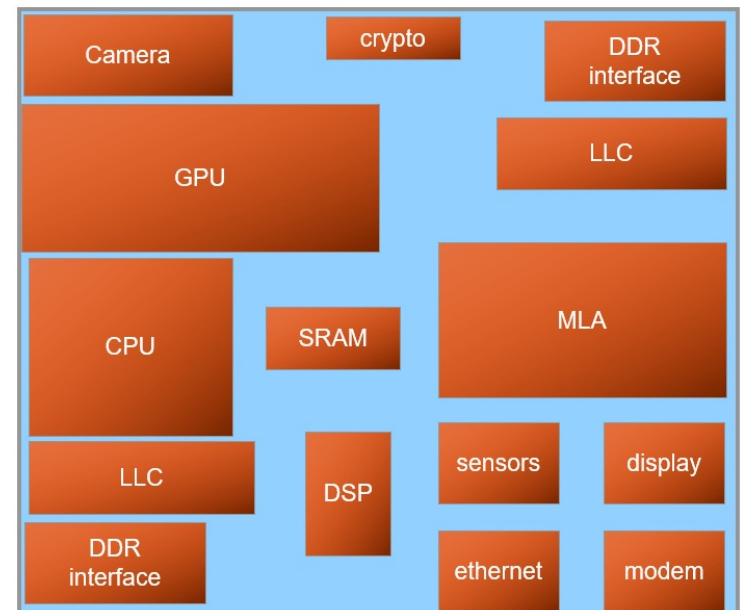 Camera
crypto
DDR
interface
LLC
GPU
CPU
SRAM
MLA
LLC
DSP
sensors
display
DDR
interface
ethernet
modem